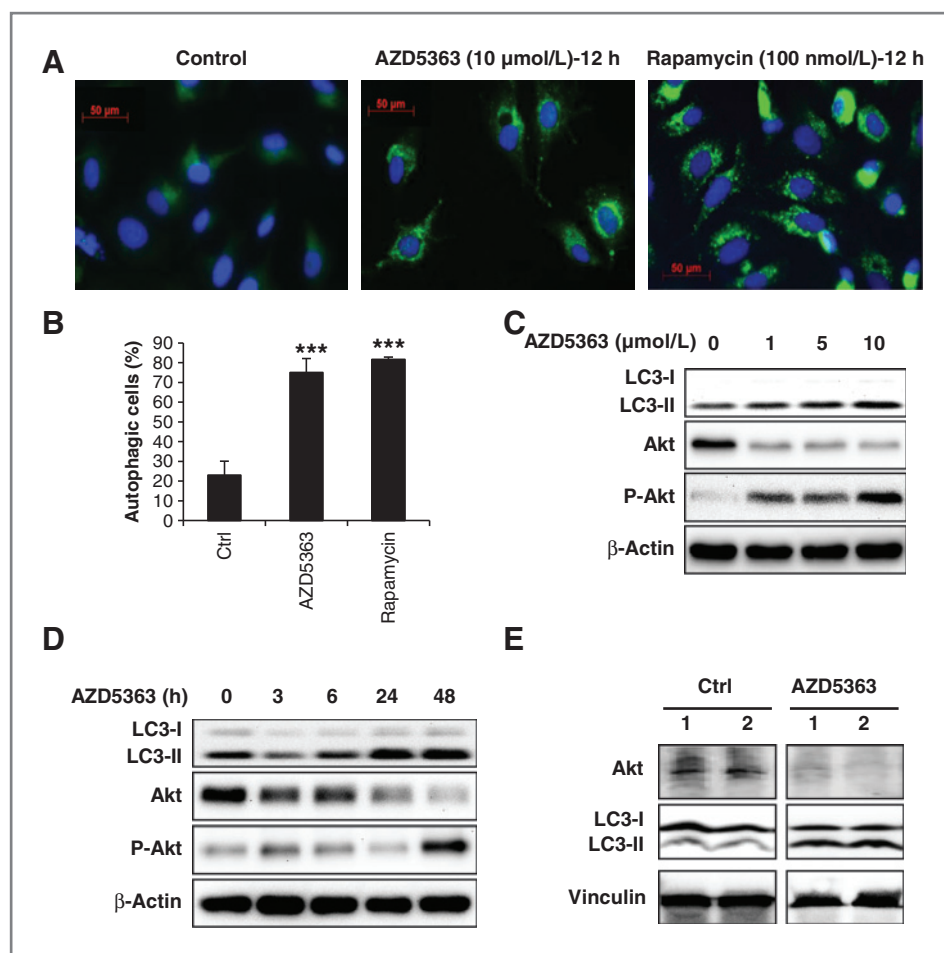 A
Control
AZD5363 (10 µmol/L)-12 h
Rapamycin (100 nmol/L)-12 h
50 µm
50 µm
50 µm
B
Autophagic cells (%)
90
80
70
60
50
40
30
20
10
0
***
***
Ctrl
AZD5363
Rapamycin
C
AZD5363 (µmol/L) 0 1 5 10
LC3-I
LC3-II
Akt
P-Akt
β-Actin
D
AZD5363 (h) 0 3 6 24 48
LC3-I
LC3-II
Akt
P-Akt
β-Actin
E
Ctrl AZD5363
1 2 1 2
Akt
LC3-I
LC3-II
Vinculin